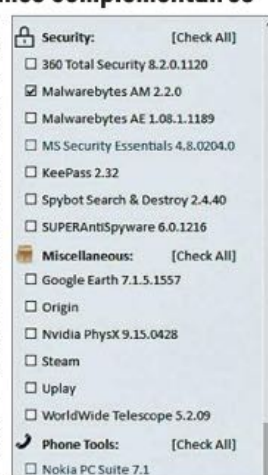 Security: [Check All]
360 Total Security 8.2.0.1120
Malwarebytes AM 2.2.0
Malwarebytes AE 1.08.1.1189
MS Security Essentials 4.8.0204.0
KeePass 2.32
Spybot Search & Destroy 2.4.40
SUPERAntiSpyware 6.0.1216
Miscellaneous: [Check All]
Google Earth 7.1.5.1557
Origin
Nvidia PhysX 9.15.0428
Steam
Uplay
WorldWide Telescope 5.2.09
Phone Tools: [Check All]
Nokia PC Suite 7.1